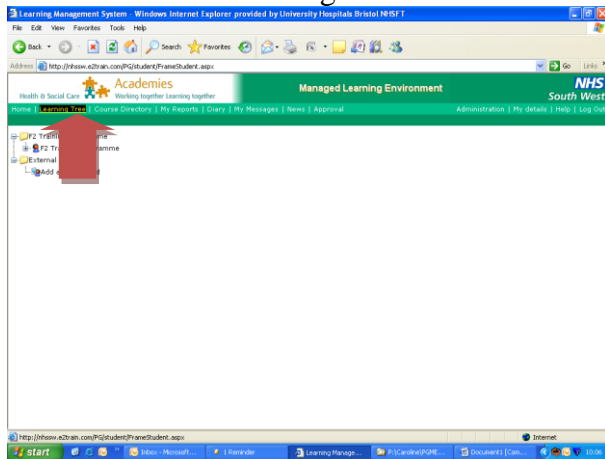 Learning Management System - Windows Internet Explorer provided by University Hospitals Bristol NHSFT
File Edit View Favorites Tools Help
Back Search Favorites
Address http://nhssw.e2train.com/PG/student/FrameStudent.aspx Go Links
Health & Social Care Academies Working together Learning together Managed Learning Environment NHS South West
Home | Learning Tree | Course Directory | My Reports | Diary | My Messages | News | Approval Administration | My details | Help | Log Out
F2
F2
External
Add
http://nhssw.e2train.com/PG/student/FrameStudent.aspx Internet
start Inbox - Microsoft... 1 Reminder Learning Manage... P:\Caroline\PGME... Document1 [Com... 10:06